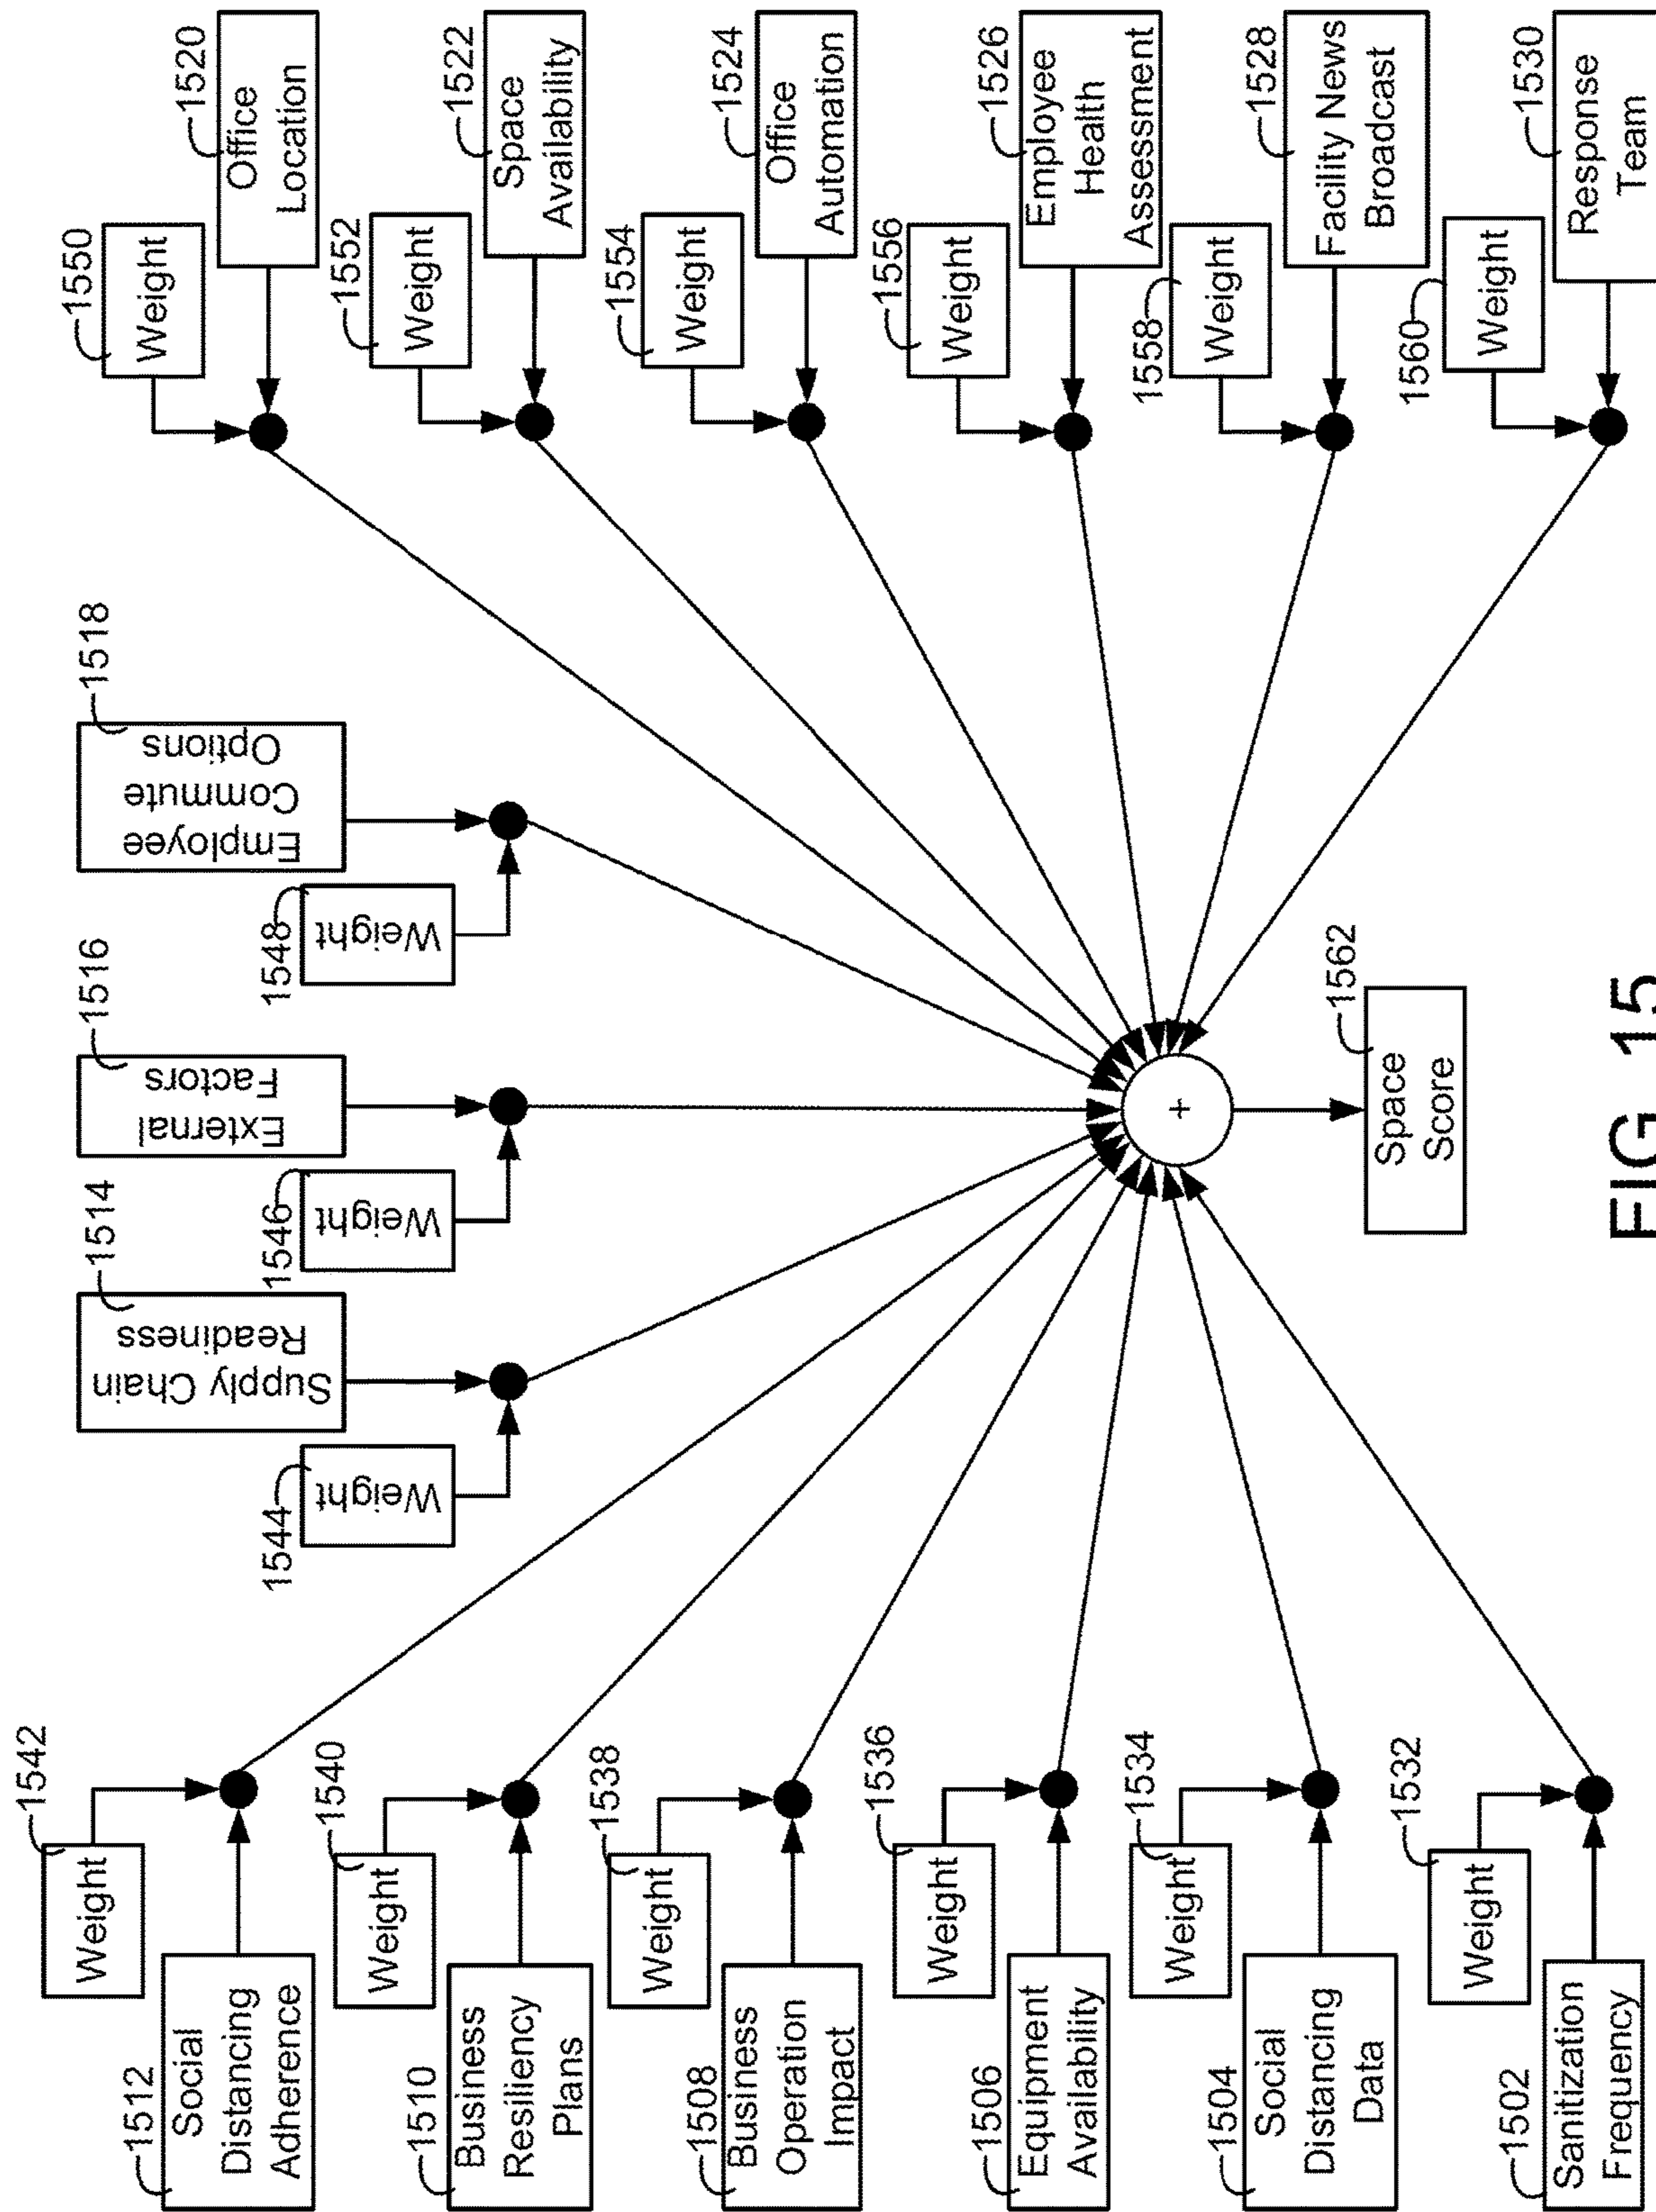 1542
Weight
1512
Social
Distancing
Adherence
1540
Weight
1510
Business
Resiliency
Plans
1538
Weight
1508
Business
Operation
Impact
1536
Weight
1506
Equipment
Availability
1534
Weight
1504
Social
Distancing
Data
1532
Weight
1502
Sanitization
Frequency
1514
Supply Chain
Readiness
1544
Weight
1516
External
Factors
1546
Weight
1518
Employee
Commute
Options
1548
Weight
1550
Weight
1520
Office
Location
1552
Weight
1522
Space
Availability
1554
Weight
1524
Office
Automation
1556
Weight
1526
Employee
Health
Assessment
1558
Weight
1528
Facility News
Broadcast
1560
Weight
1530
Response
Team
+
1562
Space
Score
FIG. 15